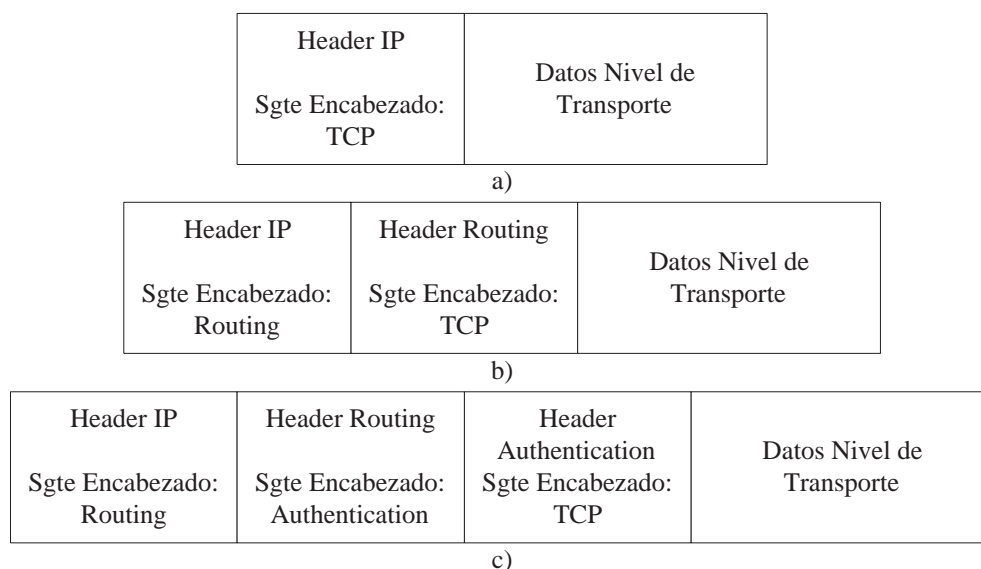 Header IP
Sgte Encabezado:
TCP
Datos Nivel de
Transporte
a)
Header IP
Sgte Encabezado:
Routing
Header Routing
Sgte Encabezado:
TCP
Datos Nivel de
Transporte
b)
Header IP
Sgte Encabezado:
Routing
Header Routing
Sgte Encabezado:
Authentication
Header
Authentication
Sgte Encabezado:
TCP
Datos Nivel de
Transporte
c)